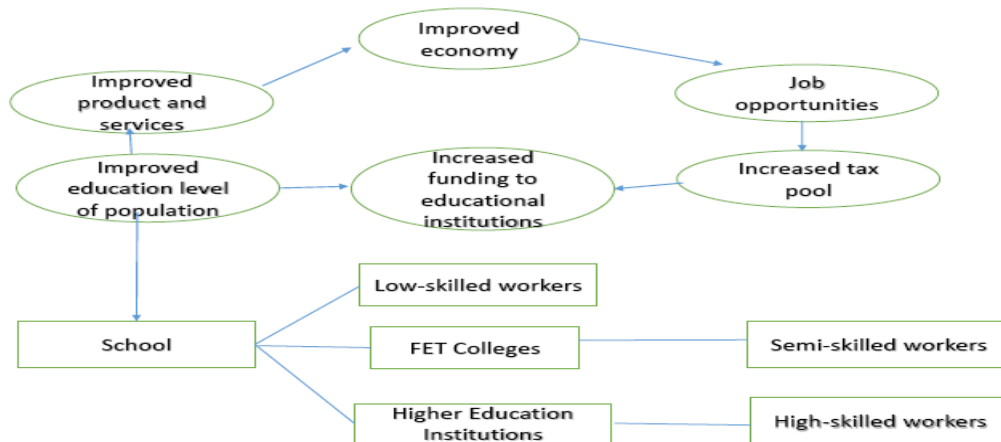 Improved
economy
Improved
product and
services
Job
opportunities
Improved
education level
of population
Increased
funding to
educational
institutions
Increased tax
pool
Low-skilled workers
School
FET Colleges
Semi-skilled workers
Higher Education
Institutions
High-skilled workers